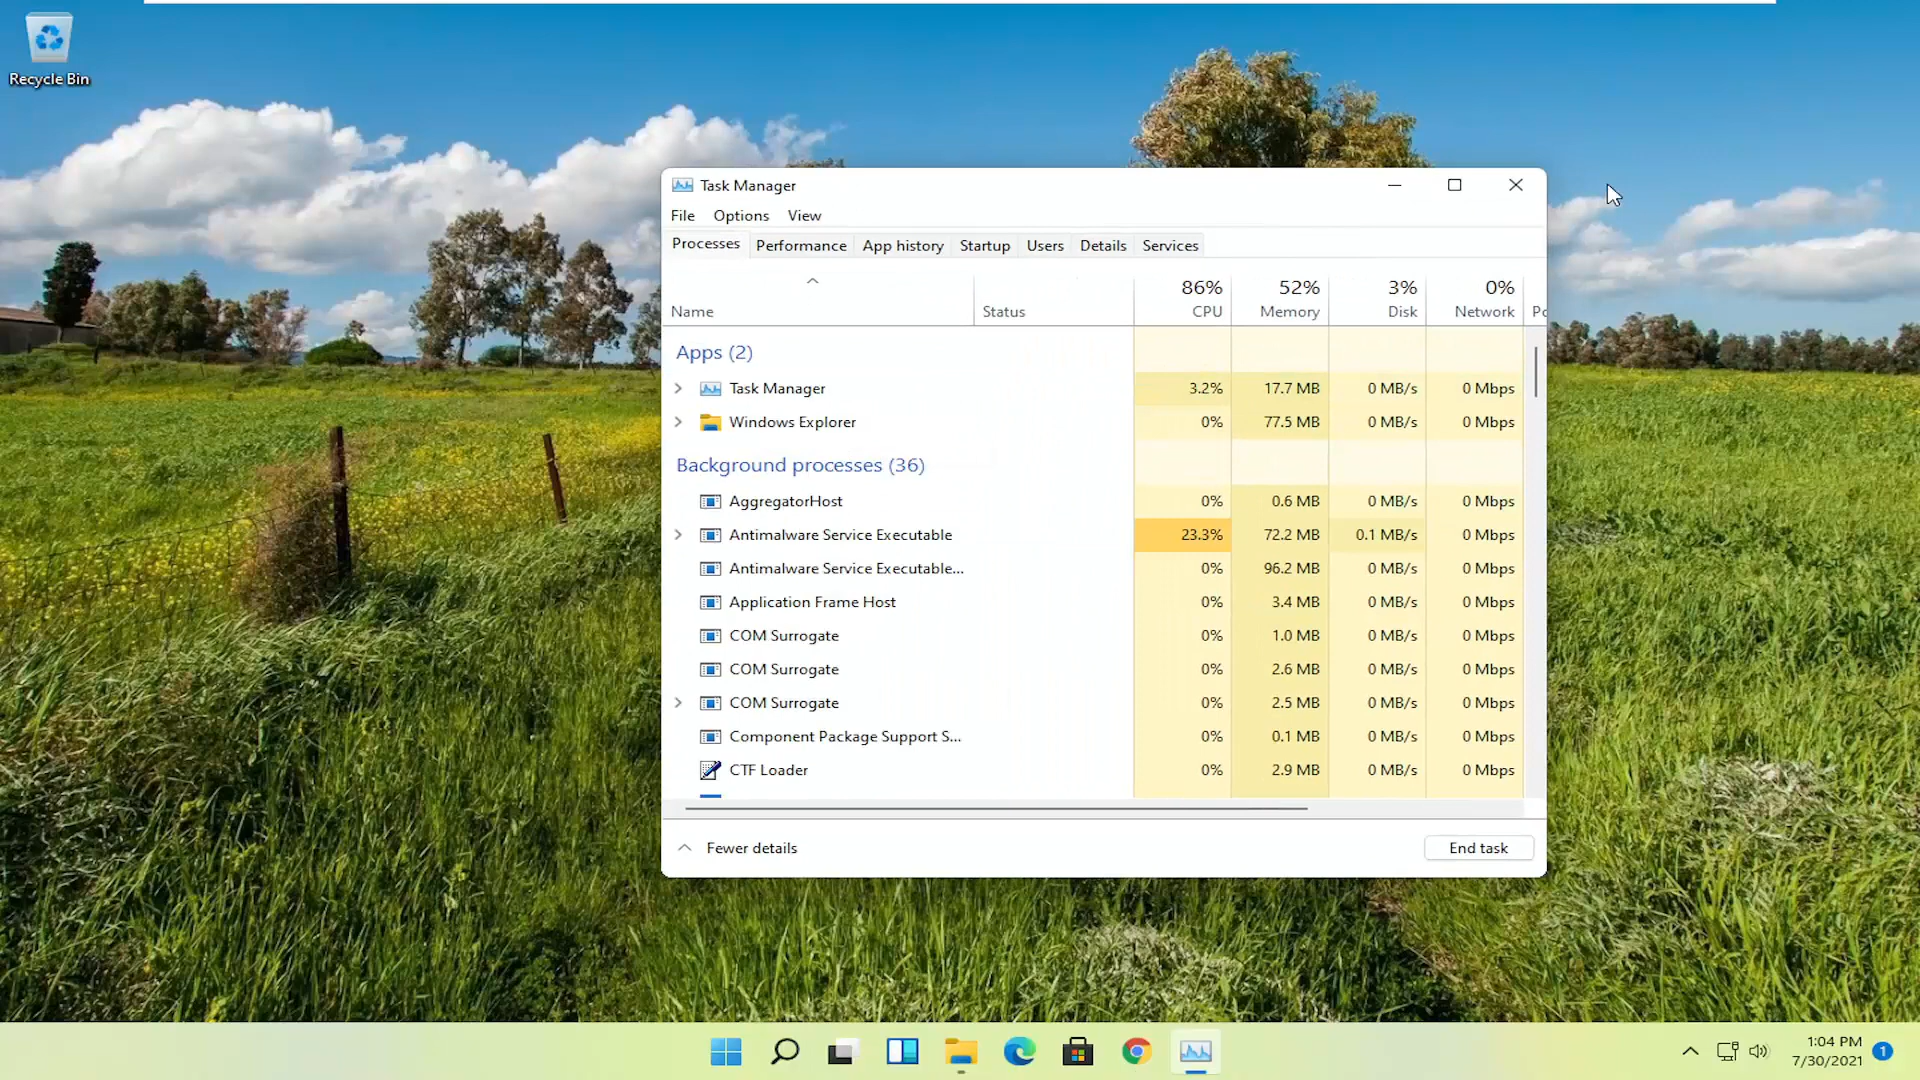 Recycle Bin
Task Manager
File Options View
Processes Performance App history Startup Users Details Services
86% 52% 3% 0%
Name Status CPU Memory Disk Network
Apps (2)
Task Manager 3.2% 17.7 MB 0 MB/s 0 Mbps
Windows Explorer 0% 77.5 MB 0 MB/s 0 Mbps
Background processes (36)
AggregatorHost 0% 0.6 MB 0 MB/s 0 Mbps
Antimalware Service Executable 23.3% 72.2 MB 0.1 MB/s 0 Mbps
Antimalware Service Executable... 0% 96.2 MB 0 MB/s 0 Mbps
Application Frame Host 0% 3.4 MB 0 MB/s 0 Mbps
COM Surrogate 0% 1.0 MB 0 MB/s 0 Mbps
COM Surrogate 0% 2.6 MB 0 MB/s 0 Mbps
COM Surrogate 0% 2.5 MB 0 MB/s 0 Mbps
Component Package Support S... 0% 0.1 MB 0 MB/s 0 Mbps
CTF Loader 0% 2.9 MB 0 MB/s 0 Mbps
Fewer details End task
1:04 PM
7/30/2021 1